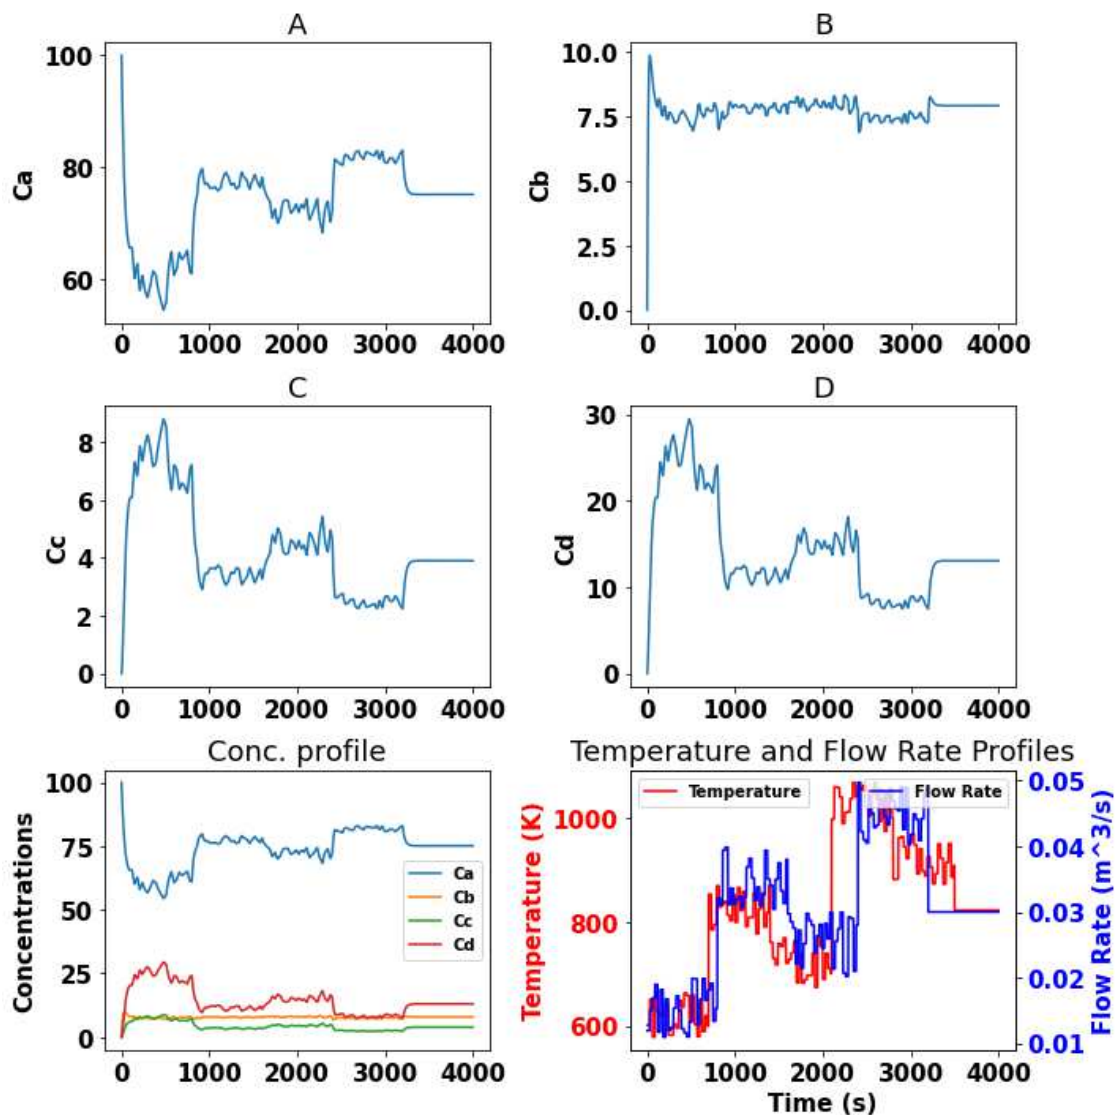 A
Ca
100
80
60
0 1000 2000 3000 4000
B
Cb
10.0
7.5
5.0
2.5
0.0
0 1000 2000 3000 4000
C
Cc
8
6
4
2
0
0 1000 2000 3000 4000
D
Cd
30
20
10
0
0 1000 2000 3000 4000
Conc. profile
Concentrations
100
75
50
25
0
Ca
Cb
Cc
Cd
0 1000 2000 3000 4000
Temperature and Flow Rate Profiles
Temperature (K)
1000
800
600
Temperature
Flow Rate
0.05
0.04
0.03
0.02
0.01
Flow Rate (m^3/s)
0 1000 2000 3000 4000
Time (s)